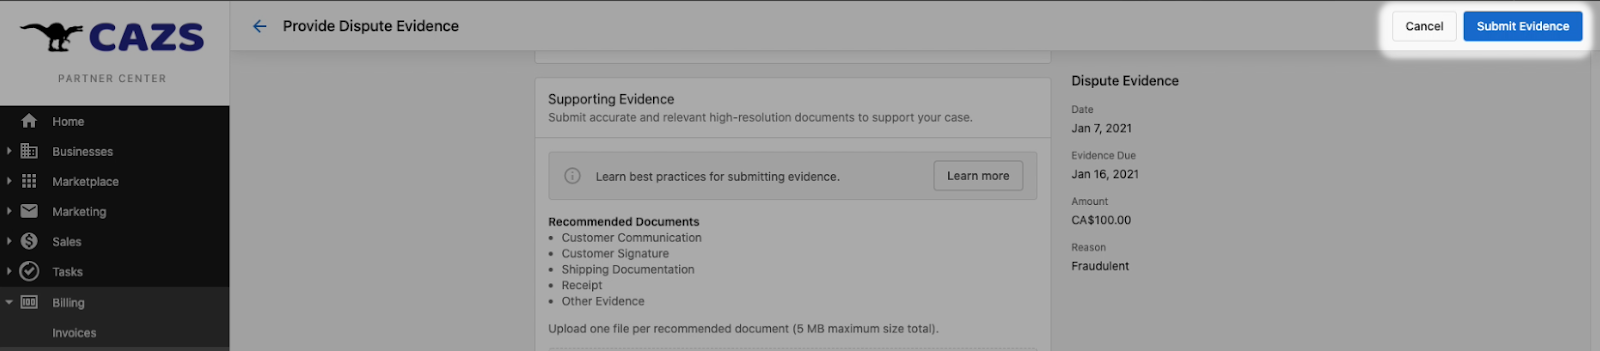 CAZS
PARTNER CENTER
Home
Businesses
Marketplace
Marketing
Sales
Tasks
Billing
Invoices
Provide Dispute Evidence
Cancel
Submit Evidence
Supporting Evidence
Submit accurate and relevant high-resolution documents to support your case.
Learn best practices for submitting evidence.
Learn more
Recommended Documents
• Customer Communication
• Customer Signature
• Shipping Documentation
• Receipt
• Other Evidence
Upload one file per recommended document (5 MB maximum size total).
Dispute Evidence
Date
Jan 7, 2021
Evidence Due
Jan 16, 2021
Amount
CA$100.00
Reason
Fraudulent